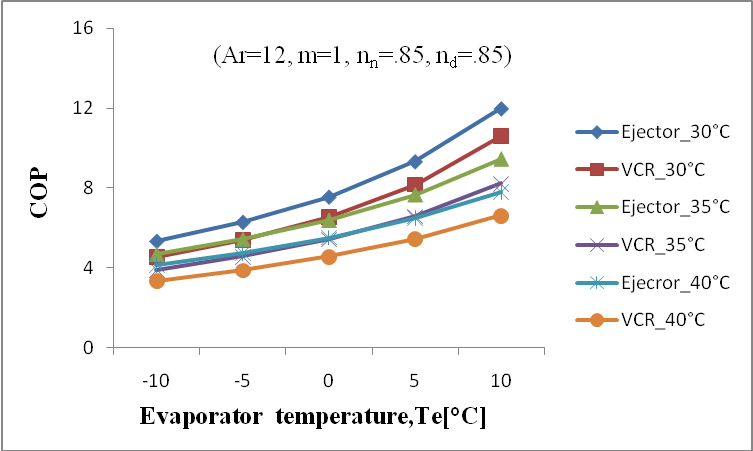 16
(Ar=12, m=1, nn=.85, nd=.85)
12
8
4
0
COP
-10 -5 0 5 10
Evaporator temperature,Te[°C]
Ejector_30°C
VCR_30°C
Ejector_35°C
VCR_35°C
Ejecror_40°C
VCR_40°C